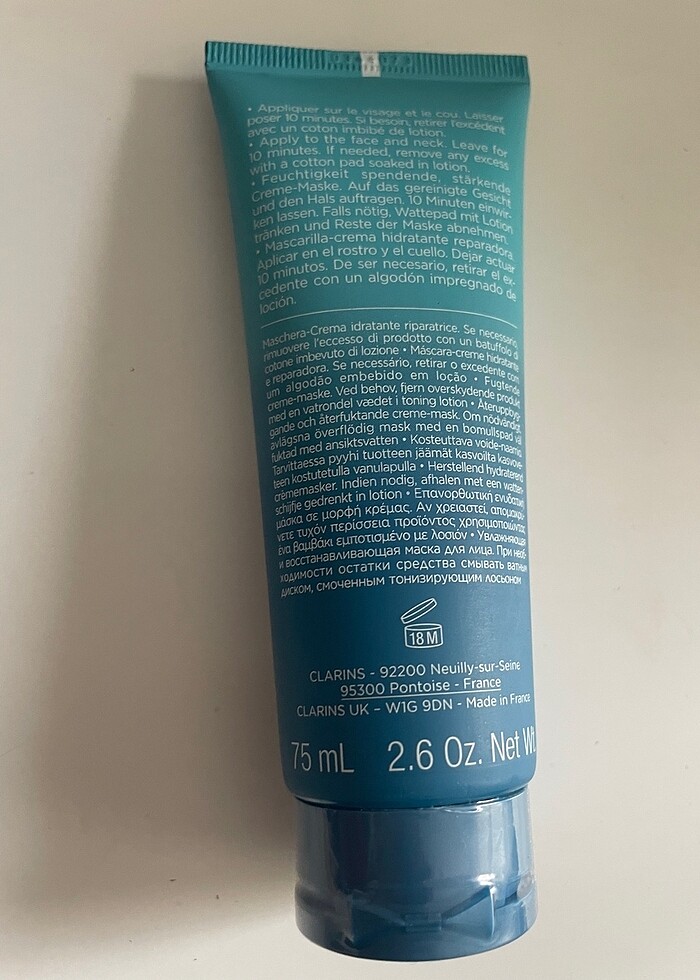 • Appliquer sur le visage et le cou. Laisser
poser 10 minutes. Si besoin, retirer l'excédent
avec un coton imbibé de lotion.
• Apply to the face and neck. Leave for
10 minutes. If needed, remove any excess
with a cotton pad soaked in lotion.
• Feuchtigkeit spendende, stärkende
Creme-Maske. Auf das gereinigte Gesicht
und den Hals auftragen. 10 Minuten einwir-
ken lassen. Falls nötig, Wattepad mit Lotion
tränken und Reste der Maske abnehmen.
• Mascarilla-crema hidratante reparadora.
Aplicar en el rostro y el cuello. Dejar actuar
10 minutos. De ser necesario, retirar el ex-
cedente con un algodón impregnado de
loción.
Maschera-Crema idratante riparatrice. Se necessario,
rimuovere l'eccesso di prodotto con un batuffolo di
cotone imbevuto di lozione • Máscara-creme hidratante
e reparadora. Se necessário, retirar o excedente com
um algodão embebido em loção • Fugtende
creme-maske. Ved behov, fjern overskydende produkt
med en vatrondel vædet i toning lotion • Återuppbyg-
gande och återfuktande creme-mask. Om nödvändigt,
avlägsna överflödig mask med en bomullspad väl
fuktad med ansiktsvatten • Kosteuttava voide-naamio.
Tarvittaessa pyyhi tuotteen jäämät kasvoilta kasvove-
teen kostutetulla vanulapulla • Herstellend hydraterend
crèmemasker. Indien nodig, afhalen met een watten-
schijfje gedrenkt in lotion • Επανορθωτική ενυδατική
μάσκα σε μορφή κρέμας. Αν χρειαστεί, απομακρύ-
νετε τυχόν περίσσεια προϊόντος χρησιμοποιώντας
ένα βαμβάκι εμποτισμένο με λοσιόν • Увлажняющая
и восстанавливающая маска для лица. При необ-
ходимости остатки средства смывать ватным
диском, смоченным тонизирующим лосьоном
18 M
CLARINS - 92200 Neuilly-sur-Seine
95300 Pontoise - France
CLARINS UK - W1G 9DN - Made in France
75 mL 2.6 Oz. Net Wt.